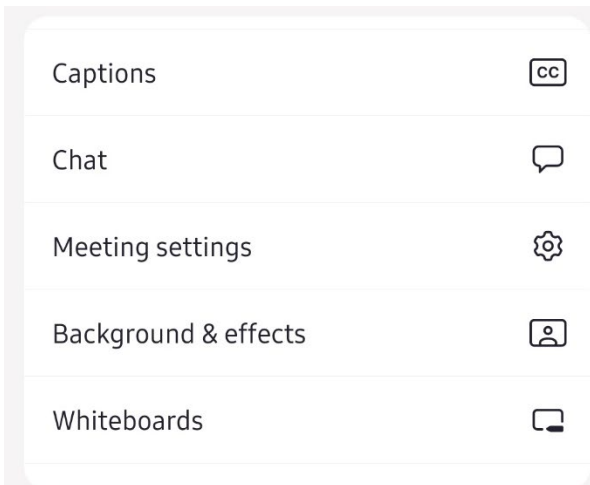 Captions CC
Chat
Meeting settings
Background & effects
Whiteboards